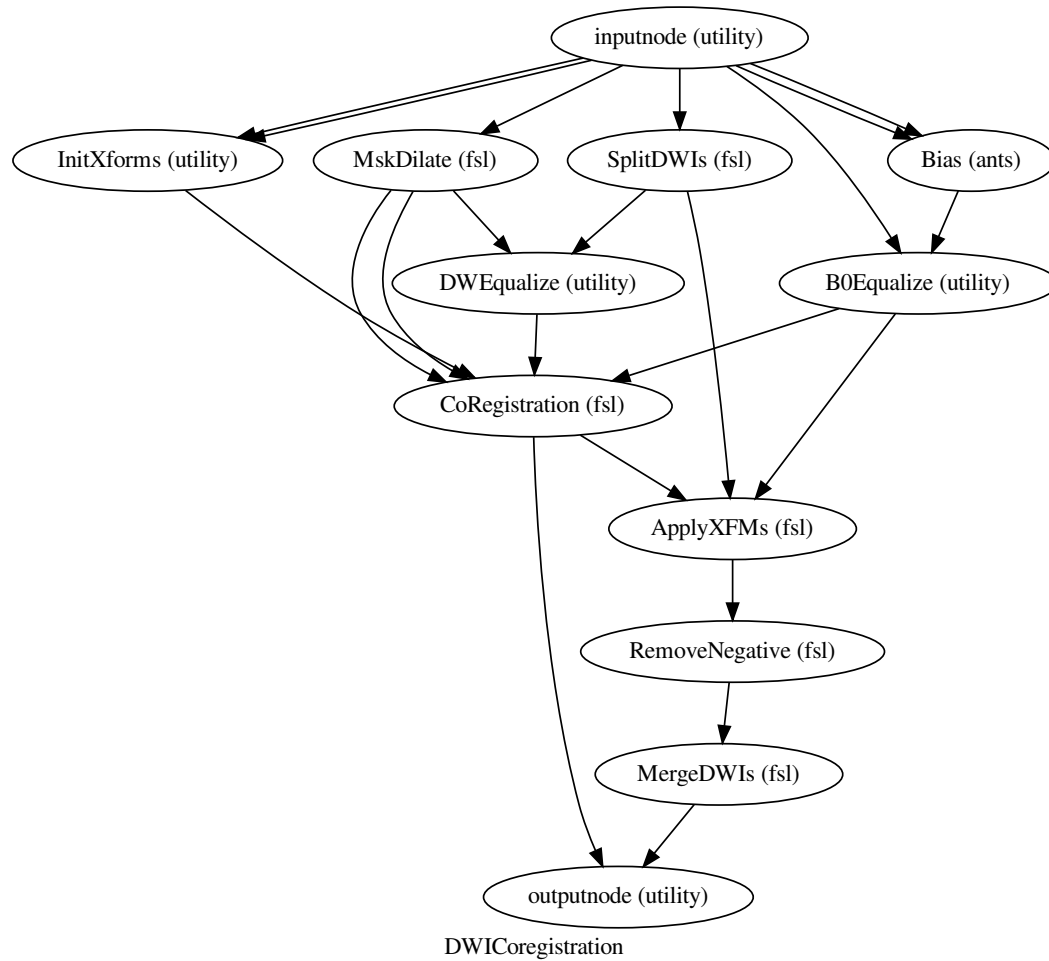 inputnode (utility)
InitXforms (utility)
MskDilate (fsl)
SplitDWIs (fsl)
Bias (ants)
DWEqualize (utility)
B0Equalize (utility)
CoRegistration (fsl)
ApplyXFMs (fsl)
RemoveNegative (fsl)
MergeDWIs (fsl)
outputnode (utility)
DWICoregistration